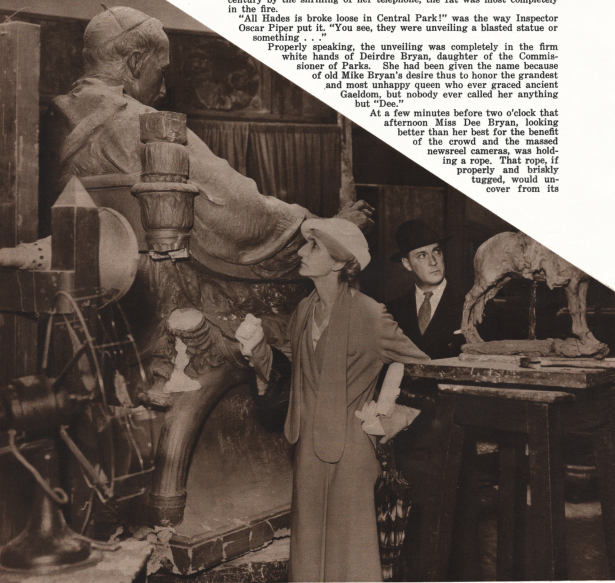 century by the shrilling of her telephone, the fat was most completely
in the fire.
"All Hades is broke loose in Central Park!" was the way Inspector
Oscar Piper put it. "You see, they were unveiling a blasted statue or
something . . ."
Properly speaking, the unveiling was completely in the firm
white hands of Deirdre Bryan, daughter of the Commis-
sioner of Parks. She had been given the name because
of old Mike Bryan's desire thus to honor the grandest
and most unhappy queen who ever graced ancient
Gaeldom, but nobody ever called her anything
but "Dee."
At a few minutes before two o'clock that
afternoon Miss Dee Bryan, looking
better than her best for the benefit
of the crowd and the massed
newsreel cameras, was hold-
ing a rope. That rope, if
properly and briskly
tugged, would un-
cover from its